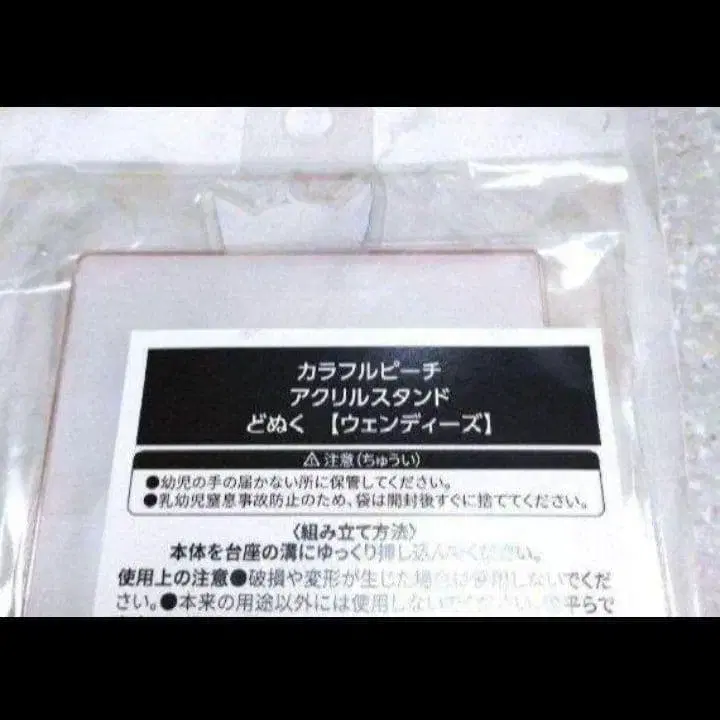 カラフルピーチ
アクリルスタンド
どぬく 【ウェンディーズ】
⚠注意(ちゅうい)
●幼児の手の届かない所に保管してください。
●乳幼児窒息事故防止のため、袋は開封後すぐに捨ててください。
〈組み立て方法〉
本体を台座の溝にゆっくり挿し込んでください。
使用上の注意●破損や変形が生じた場合は使用しないでくだ
さい。●本来の用途以外には使用しないでください。●平らで